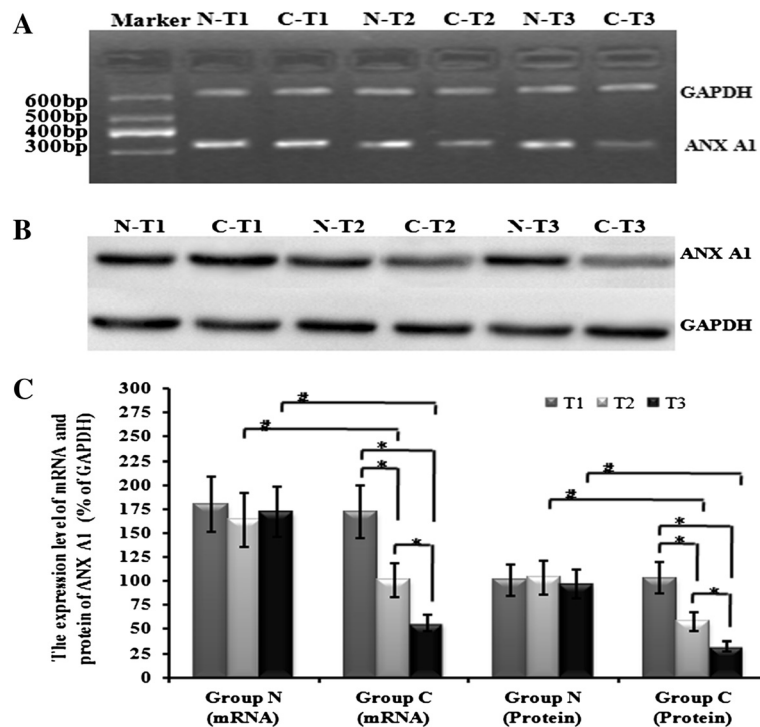 A
Marker N-T1 C-T1 N-T2 C-T2 N-T3 C-T3
600bp
500bp
400bp
300bp
GAPDH
ANX A1
B
N-T1 C-T1 N-T2 C-T2 N-T3 C-T3
ANX A1
GAPDH
C
The expression level of mRNA and
protein of ANX A1 (% of GAPDH)
300
275
250
225
200
175
150
125
100
75
50
25
0
T1 T2 T3
# # * * *
# # * * *
Group N
(mRNA)
Group C
(mRNA)
Group N
(Protein)
Group C
(Protein)